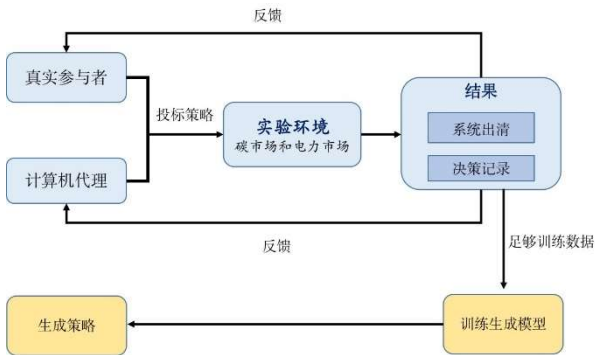 反馈
真实参与者
投标策略
实验环境
碳市场和电力市场
结果
系统出清
决策记录
计算机代理
反馈
足够训练数据
生成策略
训练生成模型